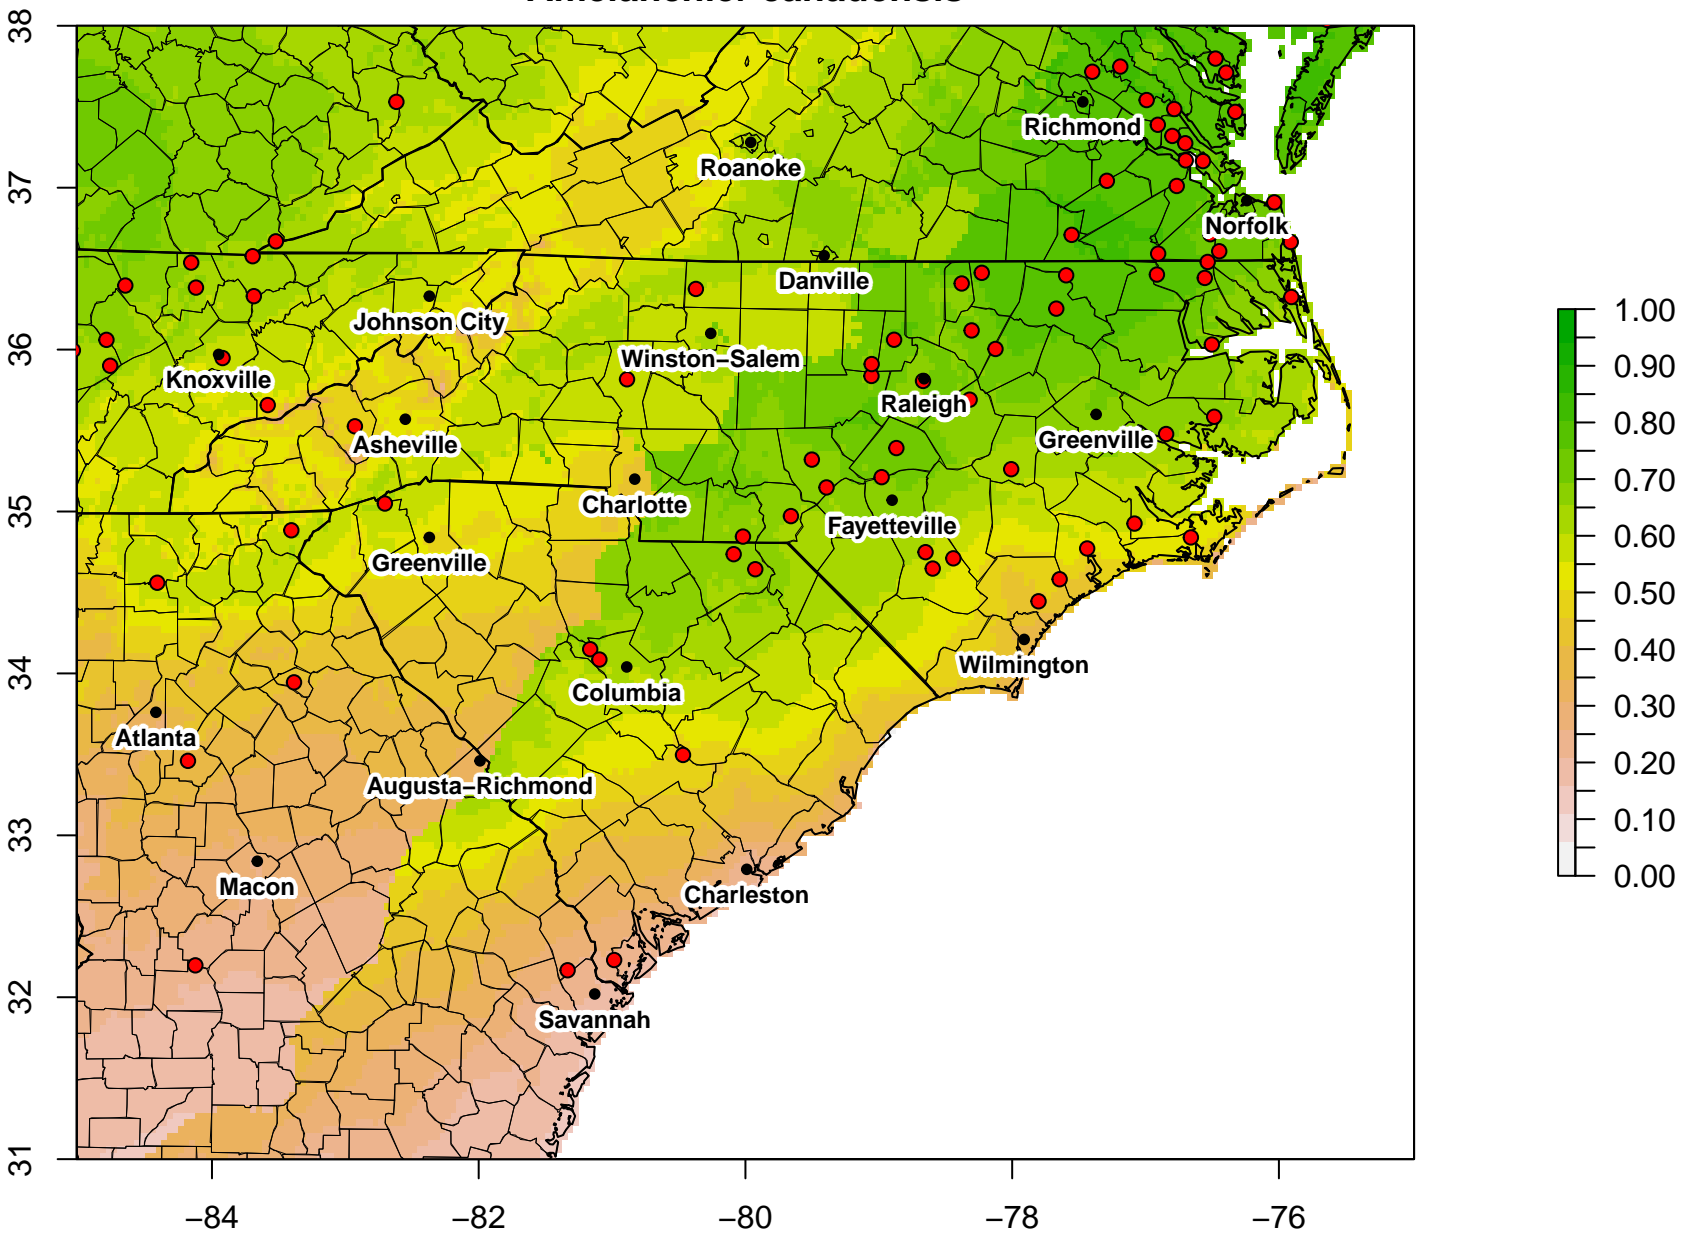 Amelanchier canadensis
38
37
36
35
34
33
32
31
Richmond
Roanoke
Norfolk
Danville
Johnson City
Winston–Salem
Knoxville
Raleigh
Asheville
Greenville
Charlotte
Fayetteville
Greenville
Wilmington
Columbia
Atlanta
Augusta–Richmond
Macon
Charleston
Savannah
−84
−82
−80
−78
−76
1.00
0.90
0.80
0.70
0.60
0.50
0.40
0.30
0.20
0.10
0.00